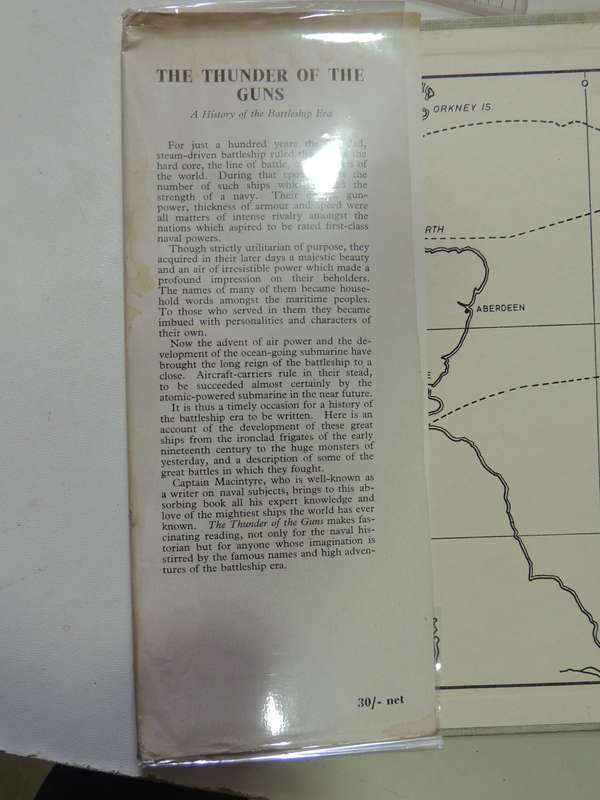 THE THUNDER OF THE
GUNS
A History of the Battleship Era
For just a hundred years the
steam-driven battleship ruled the
hard core, the line of battle, of
the world. During that the
number of such ships the
strength of a navy. Their gun-
power, thickness of armour and speed were
all matters of intense rivalry amongst the
nations which aspired to be rated first-class
naval powers.
Though strictly utilitarian of purpose, they
acquired in their later days a majestic beauty
and an air of irresistible power which made a
profound impression on their beholders.
The names of many of them became house-
hold words amongst the maritime peoples.
To those who served in them they became
imbued with personalities and characters of
their own.
Now the advent of air power and the de-
velopment of the ocean-going submarine have
brought the long reign of the battleship to a
close. Aircraft-carriers rule in their stead,
to be succeeded almost certainly by the
atomic-powered submarine in the near future.
It is thus a timely occasion for a history of
the battleship era to be written. Here is an
account of the development of these great
ships from the ironclad frigates of the early
nineteenth century to the huge monsters of
yesterday, and a description of some of the
great battles in which they fought.
Captain Macintyre, who is well-known as
a writer on naval subjects, brings to this ab-
sorbing book all his expert knowledge and
love of the mightiest ships the world has ever
known. The Thunder of the Guns makes fas-
cinating reading, not only for the naval his-
torian but for anyone whose imagination is
stirred by the famous names and high adven-
tures of the battleship era.
30/- net
ORKNEY IS.
RTH
ABERDEEN
E